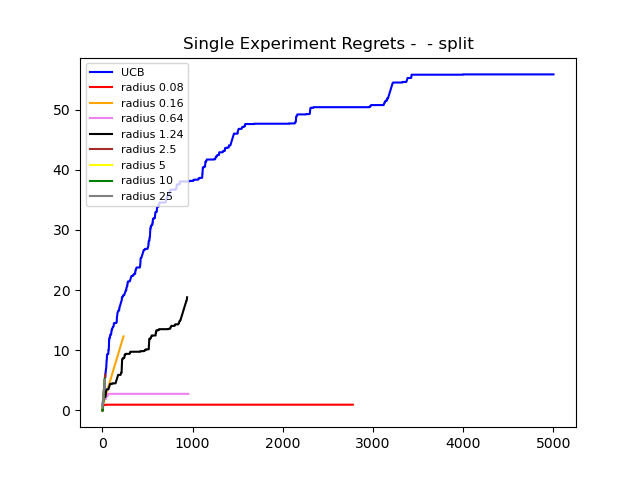 Single Experiment Regrets -  - split
UCB
radius 0.08
radius 0.16
radius 0.64
radius 1.24
radius 2.5
radius 5
radius 10
radius 25
50
40
30
20
10
0
0 1000 2000 3000 4000 5000